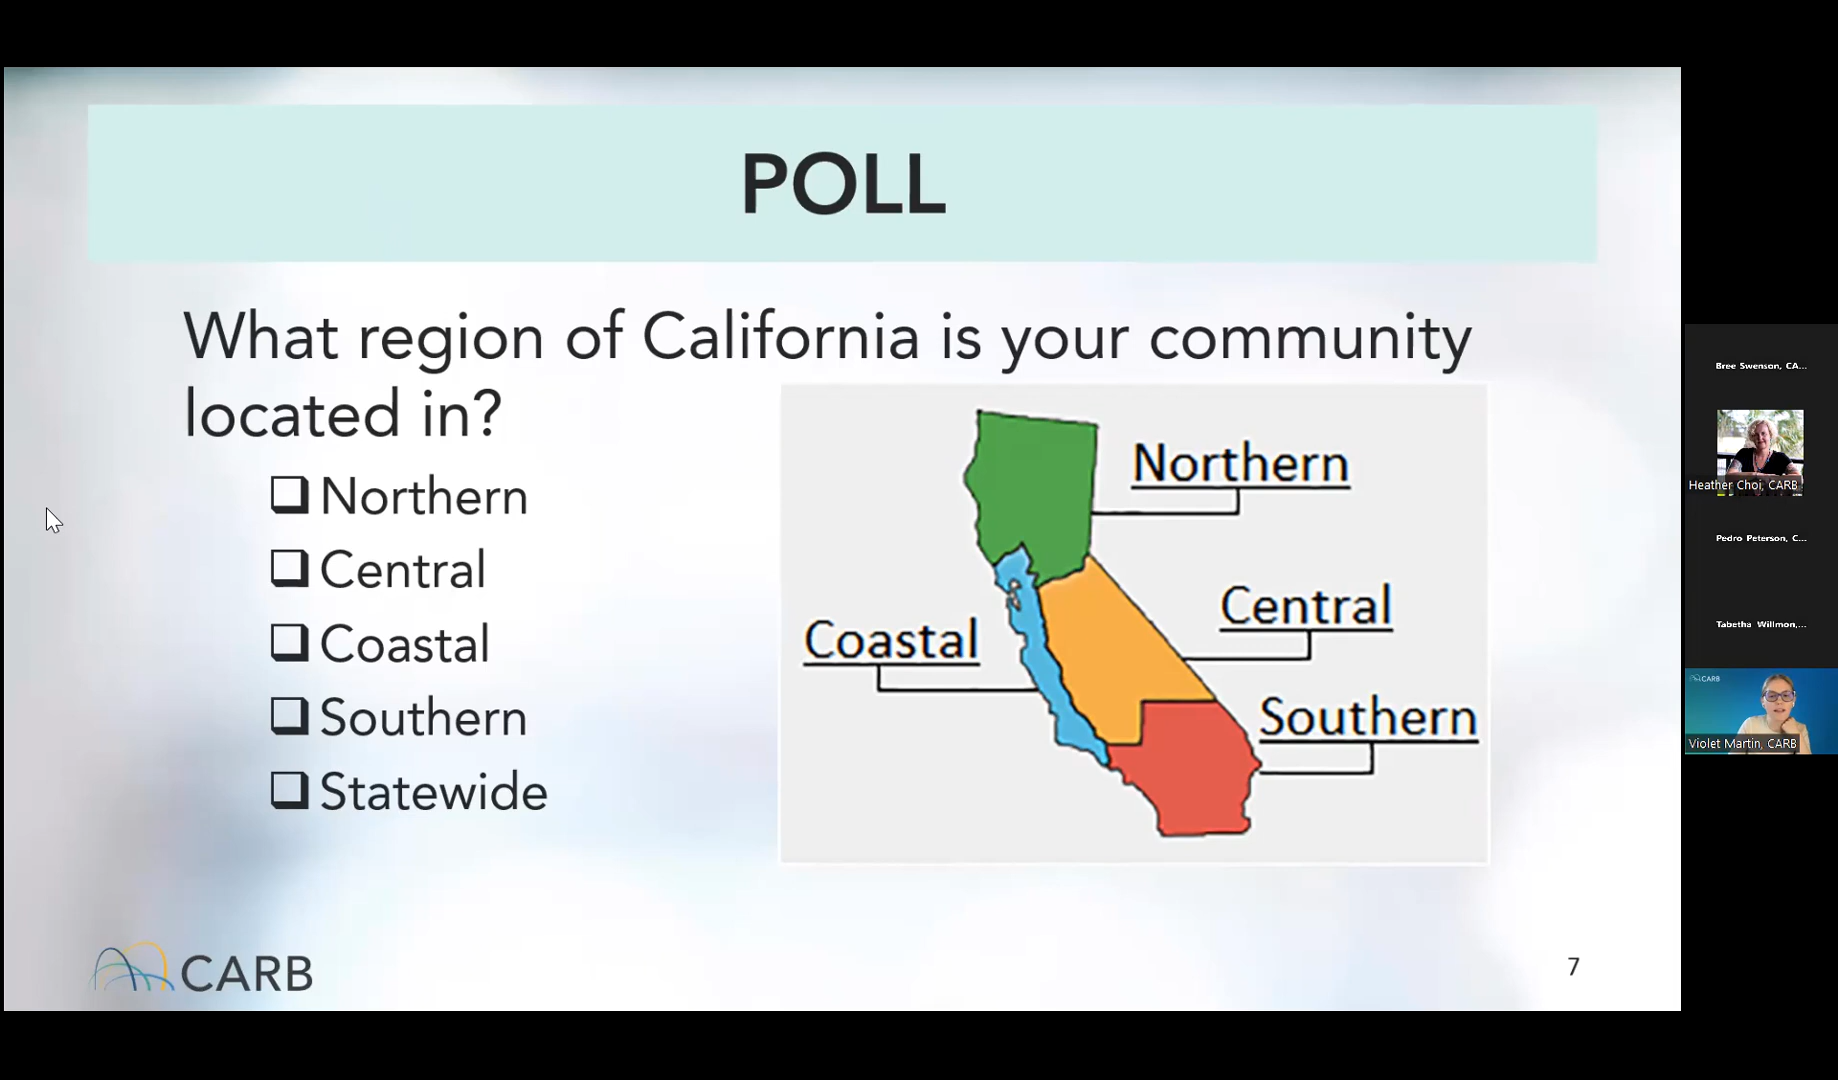 POLL
What region of California is your community
located in?
Northern
Central
Coastal
Southern
Statewide
Northern
Central
Coastal
Southern
CARB
7
Bree Swenson, CA...
Heather Choi, CARB
Pedro Peterson, C...
Tabetha Willmon,...
CARB
Violet Martin, CARB